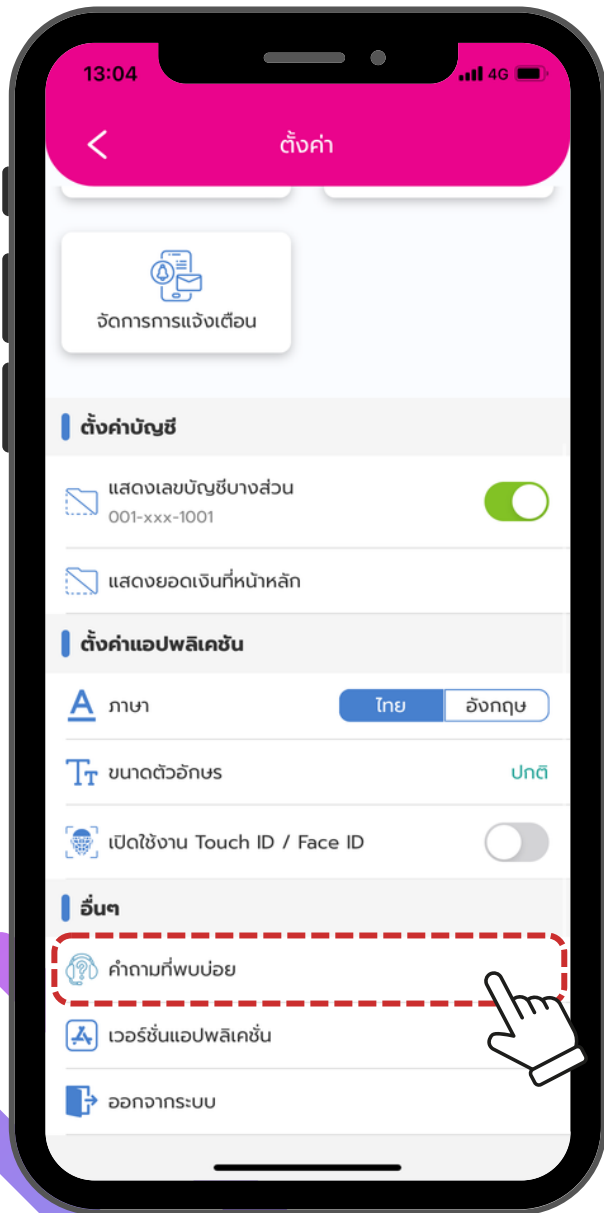 13:04
4G
ตั้งค่า
จัดการการแจ้งเตือน
ตั้งค่าบัญชี
แสดงเลขบัญชีบางส่วน
001-xxx-1001
แสดงยอดเงินที่หน้าหลัก
ตั้งค่าแอปพลิเคชัน
ภาษา ไทย อังกฤษ
ขนาดตัวอักษร ปกติ
เปิดใช้งาน Touch ID / Face ID
อื่นๆ
คำถามที่พบบ่อย
เวอร์ชั่นแอปพลิเคชั่น
ออกจากระบบ